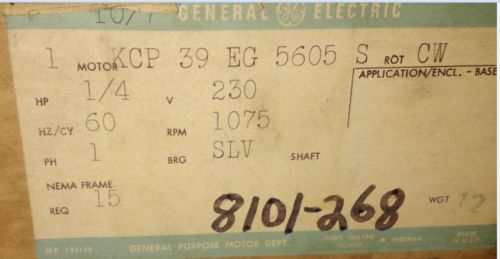 GENERAL GE ELECTRIC
1 MOTOR KCP 39 EG 5605 S ROT CW
APPLICATION/ENCL. - BASE
HP 1/4 V 230
HZ/CY 60 RPM 1075
PH 1 BRG SLV SHAFT
NEMA FRAME
REQ 15
8101-268 WGT 12
GENERAL PURPOSE MOTOR DEPT. FORT WAYNE INDIANA MADE